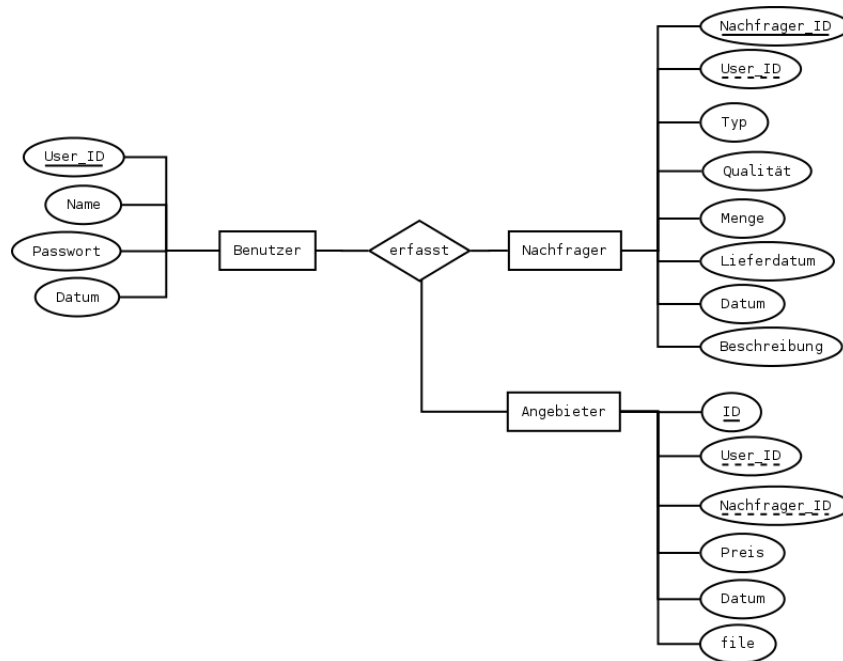 User_ID
Name
Passwort
Datum
Benutzer
erfasst
Nachfrager
Nachfrager_ID
User_ID
Typ
Qualität
Menge
Lieferdatum
Datum
Beschreibung
Angebieter
ID
User_ID
Nachfrager_ID
Preis
Datum
file